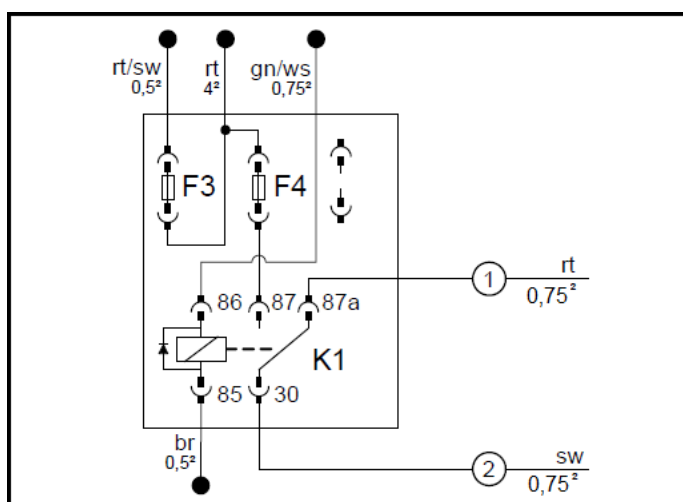 rt/sw rt gn/ws
0,5² 4² 0,75²
F3 F4
1 rt
0,75²
86 87 87a
K1
85 30
br
0,5²
2 sw
0,75²